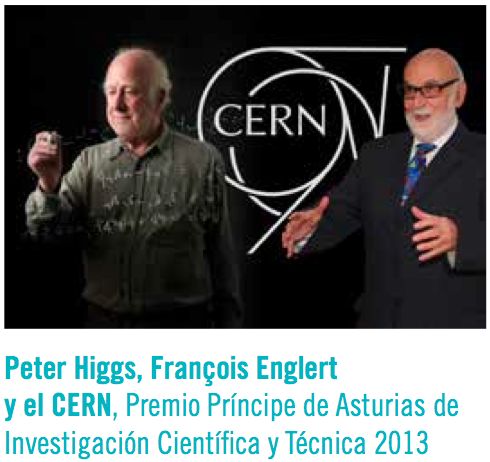 CERN
Peter Higgs, François Englert
y el CERN, Premio Príncipe de Asturias de
Investigación Científica y Técnica 2013